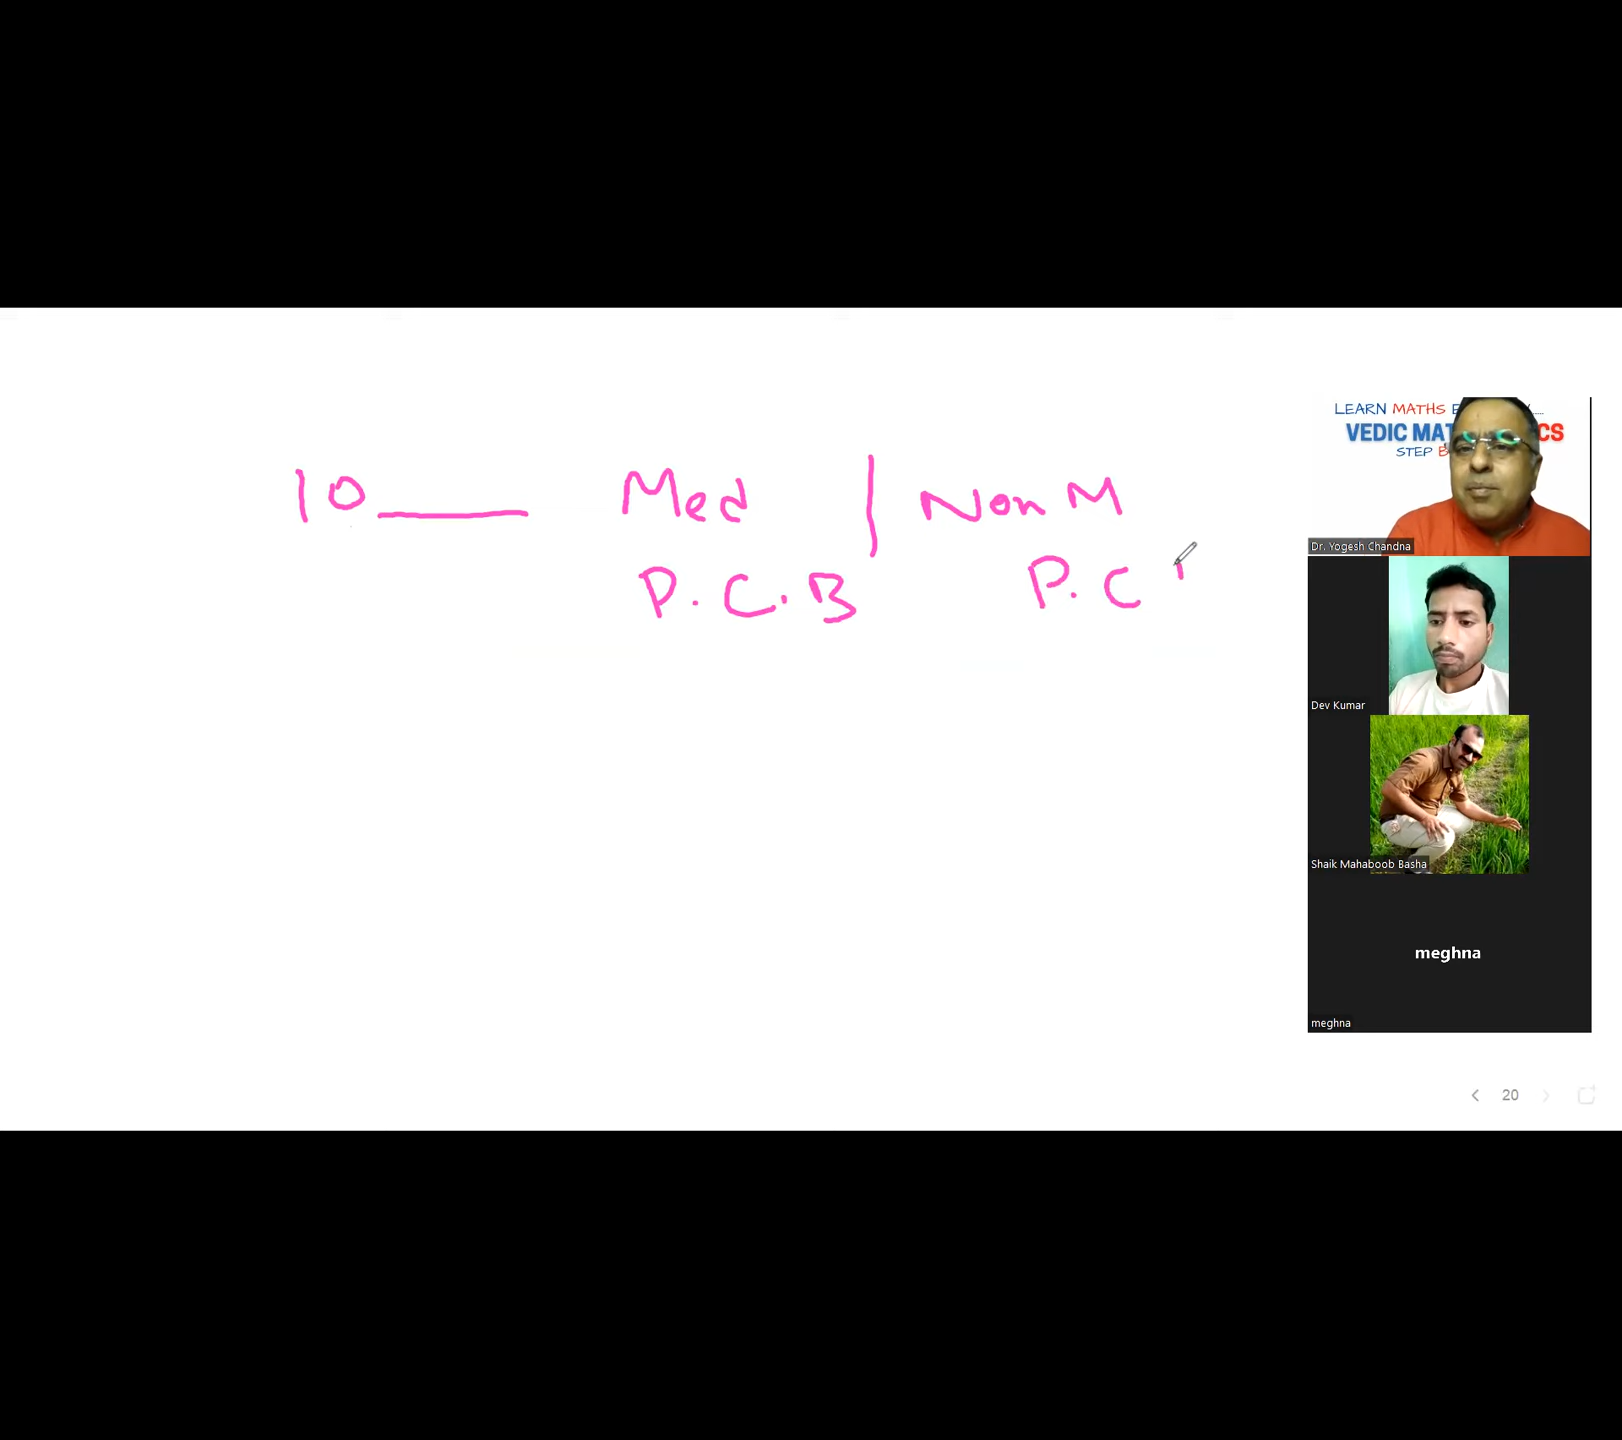 10 Med | Non M
P. C. B P. C
LEARN MATHS
VEDIC MAT CS
STEP B
Dr. Yogesh Chandna
Dev Kumar
Shaik Mahaboob Basha
meghna
meghna
20